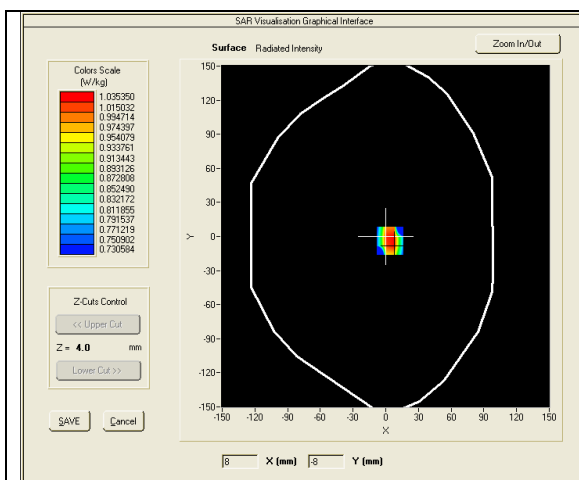 SAR Visualisation Graphical Interface
Surface Radiated Intensity
Zoom In/Out
Colors Scale
(W/kg)
1.035350
1.015032
0.994714
0.974397
0.954079
0.933761
0.913443
0.893126
0.872808
0.852490
0.832172
0.811855
0.791537
0.771219
0.750902
0.730584
Z-Cuts Control
<< Upper Cut
Z = 4.0 mm
Lower Cut >>
SAVE Cancel
150
120
90
60
30
0
-30
-60
-90
-120
-150
Y
-150 -120 -90 -60 -30 0 30 60 90 120 150
X
8 X (mm) -8 Y (mm)